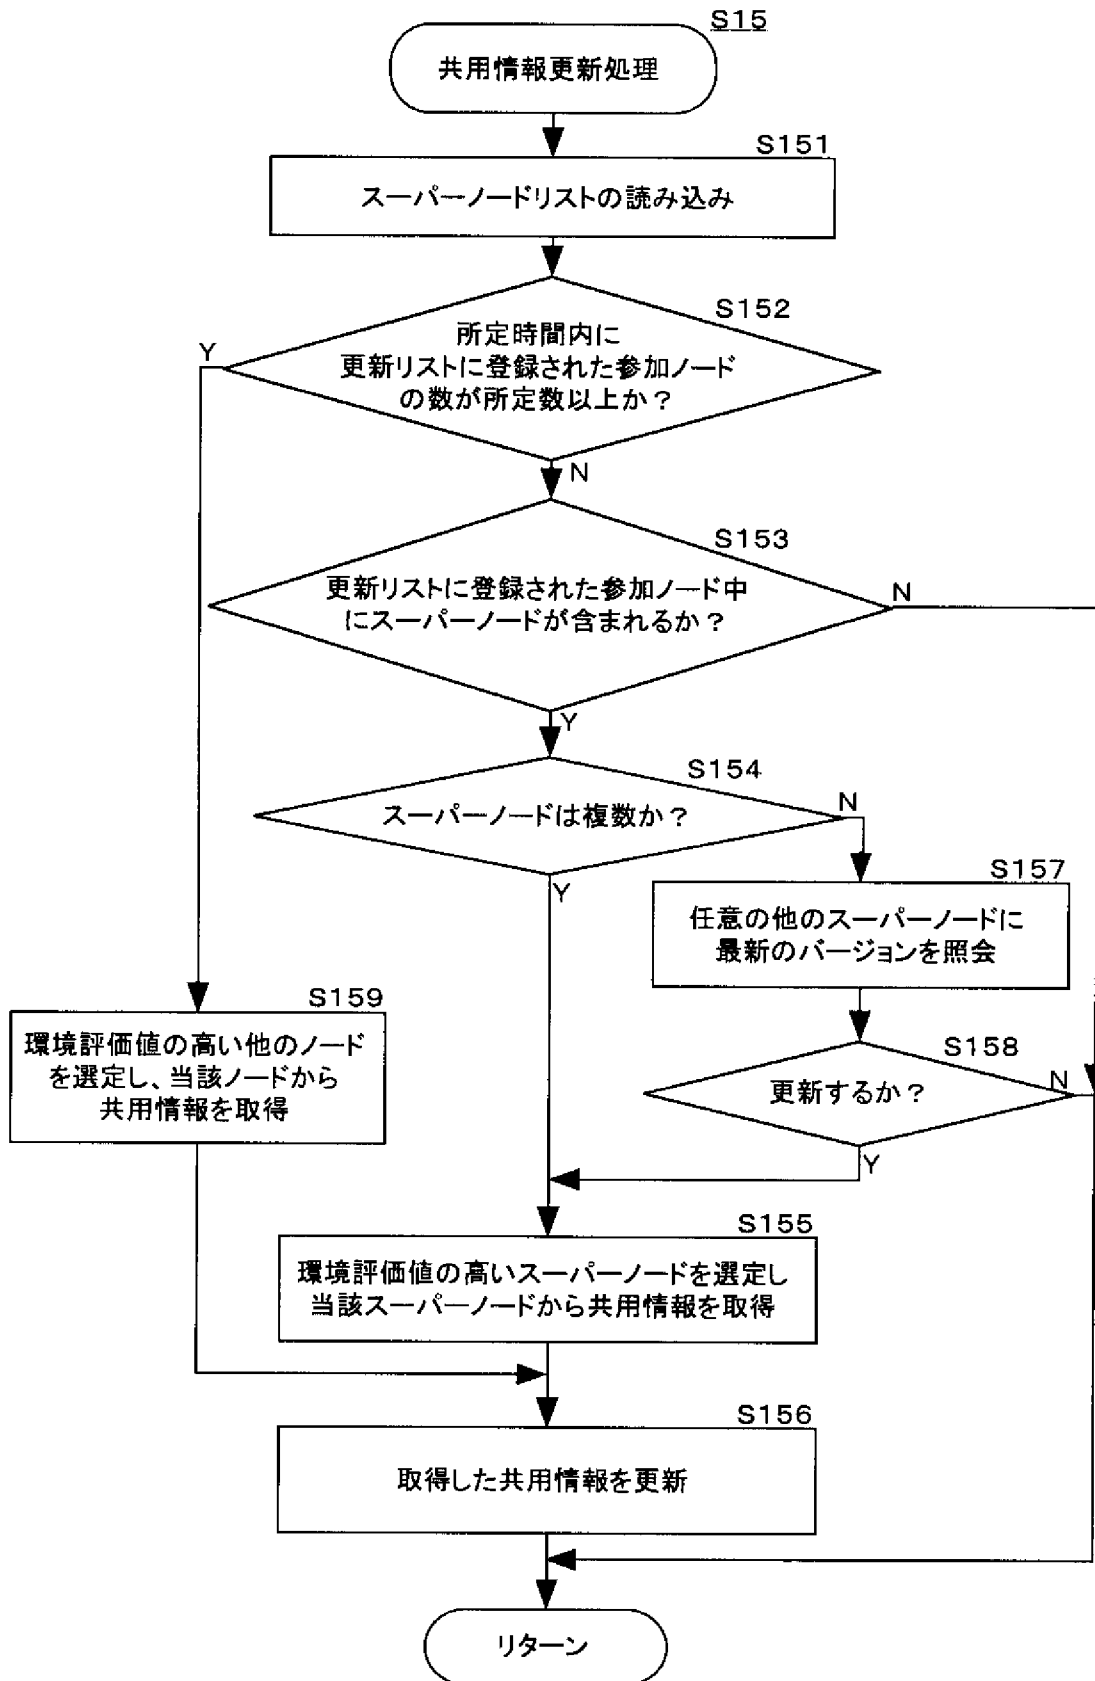 S15
共用情報更新処理
S151
スーパーノードリストの読み込み
S152
所定時間内に
更新リストに登録された参加ノード
の数が所定数以上か？
Y
N
S153
更新リストに登録された参加ノード中
にスーパーノードが含まれるか？
N
Y
S154
スーパーノードは複数か？
N
Y
S157
任意の他のスーパーノードに
最新のバージョンを照会
S159
環境評価値の高い他のノード
を選定し、当該ノードから
共用情報を取得
S158
更新するか？
N
Y
S155
環境評価値の高いスーパーノードを選定し
当該スーパーノードから共用情報を取得
S156
取得した共用情報を更新
リターン